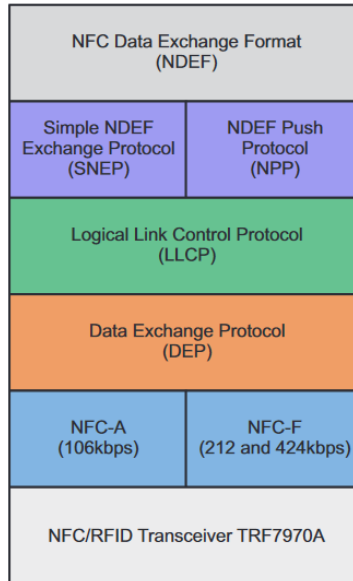 NFC Data Exchange Format
(NDEF)
Simple NDEF
Exchange Protocol
(SNEP)
NDEF Push
Protocol
(NPP)
Logical Link Control Protocol
(LLCP)
Data Exchange Protocol
(DEP)
NFC-A
(106kbps)
NFC-F
(212 and 424kbps)
NFC/RFID Transceiver TRF7970A